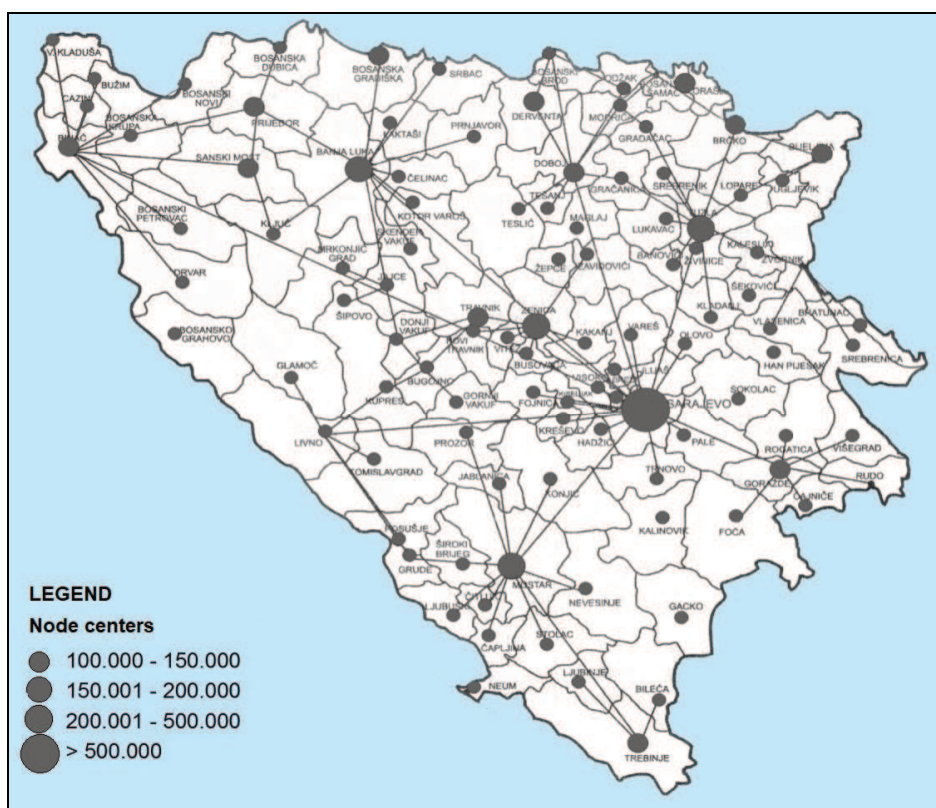 V. KLADUŠA
BOSANSKA
DUBICA
BOSANSKA
GRADIŠKA
SRBAC
BOSANSKI
BROD
ODŽAK
BUŽIM
CAZIN
BOSANSKI
NOVI
BOSANSKA
KRUPA
PRIJEDOR
LAKTAŠI
PRNJAVOR
DERVENTA
MODRIČA
GRADAČAC
BRČKO
BIJELJINA
BANJA LUKA
DOBOJ
SANSKI MOST
ČELINAC
TEŠANJ
GRAČANICA
SREBRENIK
LOPARE
UGLJEVIK
KOTOR VAROŠ
TESLIĆ
MAGLAJ
LUKAVAC
TUZLA
BOSANSKI
PETROVAC
KLJUČ
SKENDER
VAKUF
MRKONJIĆ
GRAD
BANOVIĆI
ŽIVINICE
KALESIJA
ZVORNIK
ŽEPČE
ZAVIDOVIĆI
DRVAR
JAJCE
ŠIPOVO
KLADANJ
ŠEKOVIĆI
VLASENICA
BRATUNAC
TRAVNIK
ZENICA
BOSANSKO
GRAHOVO
DONJI
VAKUF
NOVI
TRAVNIK
VITEZ
BUSOVAČA
KAKANJ
VAREŠ
OLOVO
HAN PIJESAK
SREBRENICA
GLAMOČ
BUGOJNO
KUPRES
GORNJI
VAKUF
FOJNICA
KREŠEVO
HADŽIĆI
SARAJEVO
SOKOLAC
LIVNO
PROZOR
PALE
ROGATICA
VIŠEGRAD
TOMISLAVGRAD
JABLANICA
KONJIC
TRNOVO
GORAŽDE
RUDO
ČAJNIČE
KALINOVIK
FOČA
POSUŠJE
GRUDE
ŠIROKI
BRIJEG
MOSTAR
NEVESINJE
GACKO
LJUBUŠKI
ČITLUK
ČAPLJINA
STOLAC
NEUM
LJUBINJE
BILEĆA
TREBINJE
LEGEND
Node centers
100.000 - 150.000
150.001 - 200.000
200.001 - 500.000
> 500.000